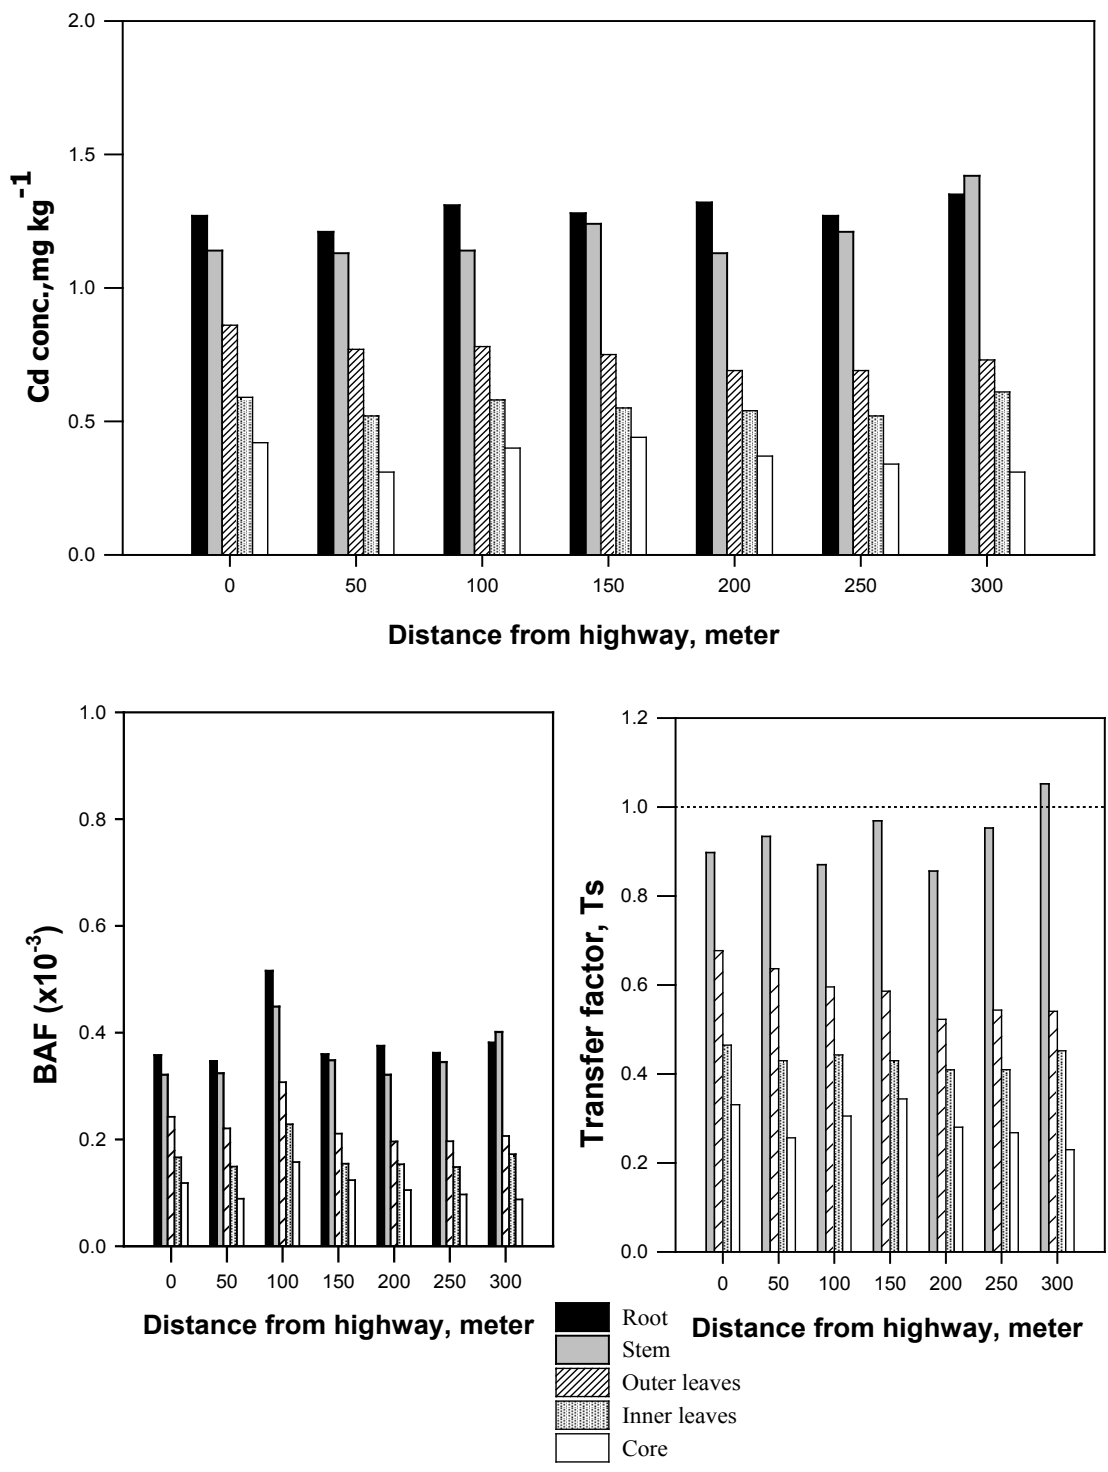 2.0
1.5
1.0
0.5
0.0
Cd conc.,mg kg-1
0 50 100 150 200 250 300
Distance from highway, meter
1.0
0.8
0.6
0.4
0.2
0.0
BAF (x10-3)
0 50 100 150 200 250 300
Distance from highway, meter
1.2
1.0
0.8
0.6
0.4
0.2
0.0
Transfer factor, Ts
0 50 100 150 200 250 300
Distance from highway, meter
Root
Stem
Outer leaves
Inner leaves
Core